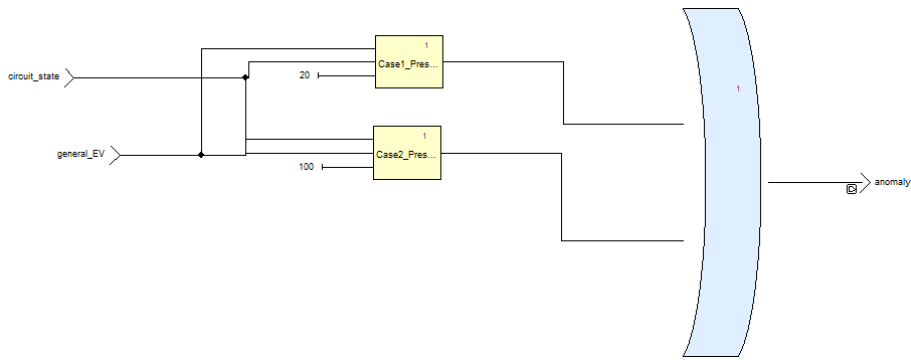 1
circuit_state
Case1_Pres...
20
1
1
general_EV
Case2_Pres...
100
anomaly